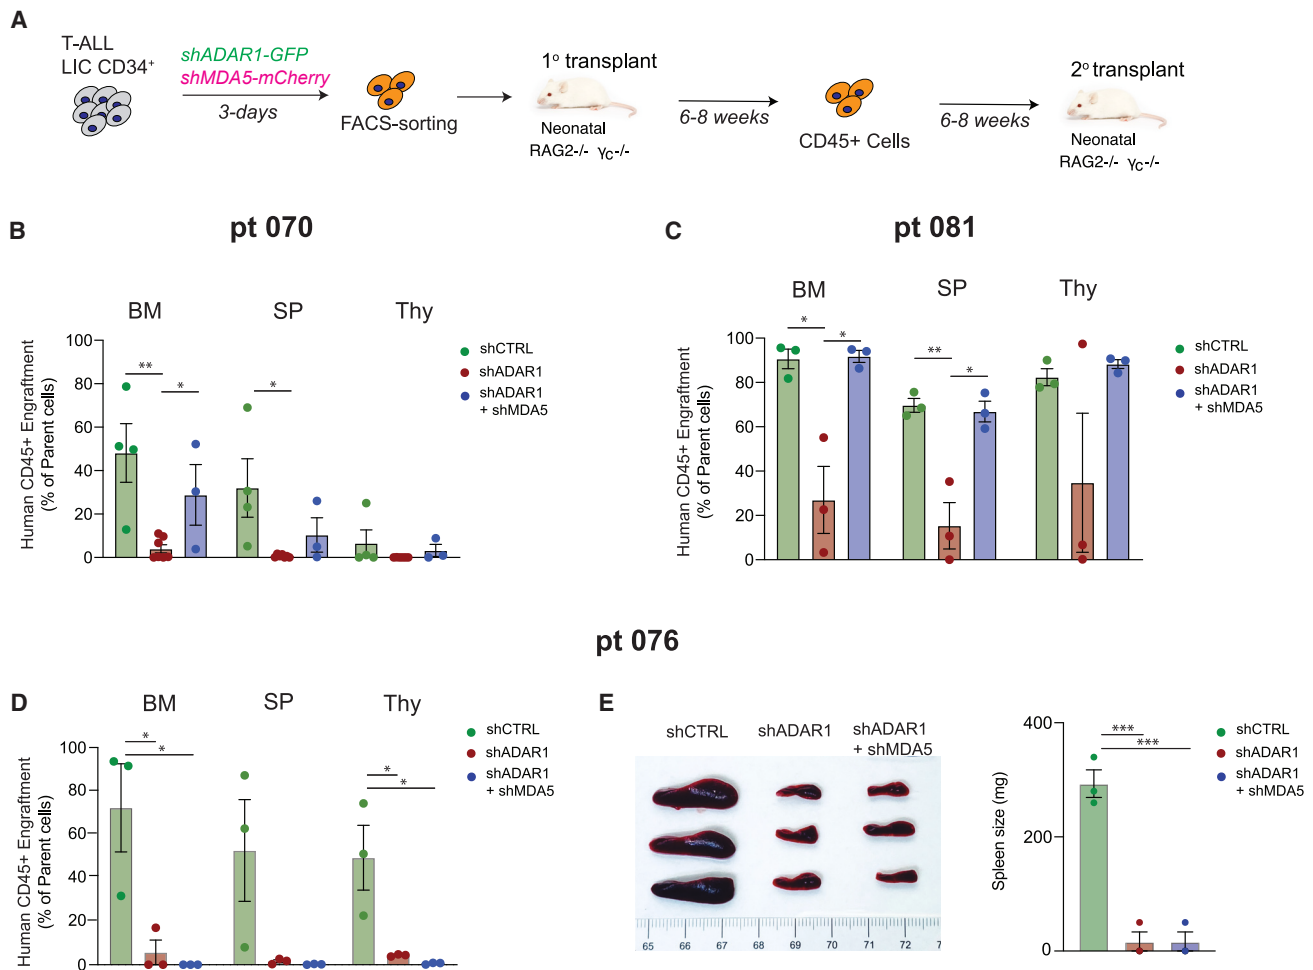 A
T-ALL
LIC CD34+
shADAR1-GFP
shMDA5-mCherry
3-days
FACS-sorting
1o transplant
Neonatal
RAG2-/- γc-/-
6-8 weeks
CD45+ Cells
6-8 weeks
2o transplant
Neonatal
RAG2-/- γc-/-
B
pt 070
BM
SP
Thy
Human CD45+ Engraftment
(% of Parent cells)
100
80
60
40
20
0
**
*
*
shCTRL
shADAR1
shADAR1
+ shMDA5
C
pt 081
BM
SP
Thy
Human CD45+ Engraftment
(% of Parent cells)
100
80
60
40
20
0
*
*
**
*
shCTRL
shADAR1
shADAR1
+ shMDA5
pt 076
D
BM
SP
Thy
Human CD45+ Engraftment
(% of Parent cells)
100
80
60
40
20
0
*
*
*
*
shCTRL
shADAR1
shADAR1
+ shMDA5
E
shCTRL
shADAR1
shADAR1
+ shMDA5
65 66 67 68 69 70 71 72 7
Spleen size (mg)
400
200
0
***
***
shCTRL
shADAR1
shADAR1
+ shMDA5